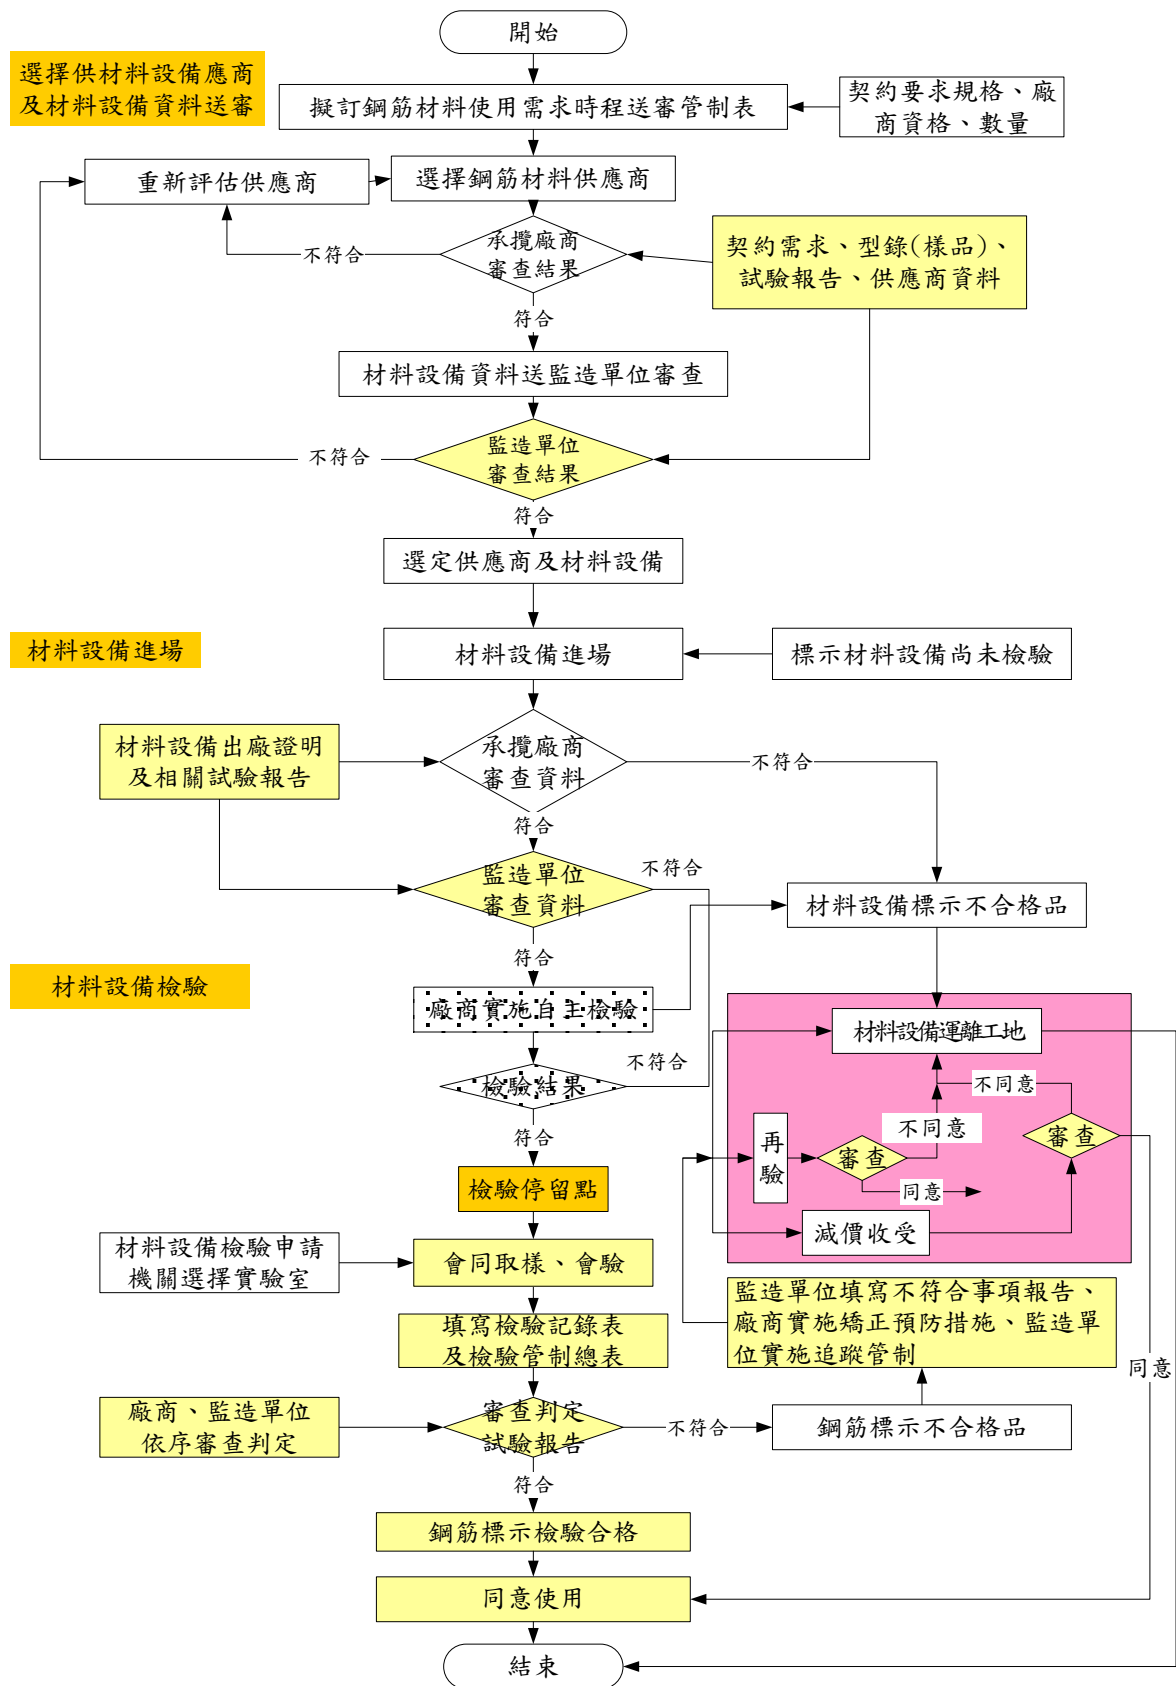 開始
選擇供材料設備應商
及材料設備資料送審
擬訂鋼筋材料使用需求時程送審管制表
契約要求規格、廠
商資格、數量
重新評估供應商
選擇鋼筋材料供應商
承攬廠商
審查結果
不符合
契約需求、型錄(樣品)、
試驗報告、供應商資料
符合
材料設備資料送監造單位審查
監造單位
審查結果
不符合
符合
選定供應商及材料設備
材料設備進場
材料設備進場
標示材料設備尚未檢驗
材料設備出廠證明
及相關試驗報告
承攬廠商
審查資料
不符合
符合
監造單位
審查資料
不符合
材料設備標示不合格品
符合
材料設備檢驗
廠商實施自主檢驗
材料設備運離工地
不符合
檢驗結果
不同意
符合
再
驗
審查
不同意
審查
同意
檢驗停留點
減價收受
材料設備檢驗申請
機關選擇實驗室
會同取樣、會驗
監造單位填寫不符合事項報告、
廠商實施矯正預防措施、監造單
位實施追蹤管制
填寫檢驗記錄表
及檢驗管制總表
同意
廠商、監造單位
依序審查判定
審查判定
試驗報告
不符合
鋼筋標示不合格品
符合
鋼筋標示檢驗合格
同意使用
結束